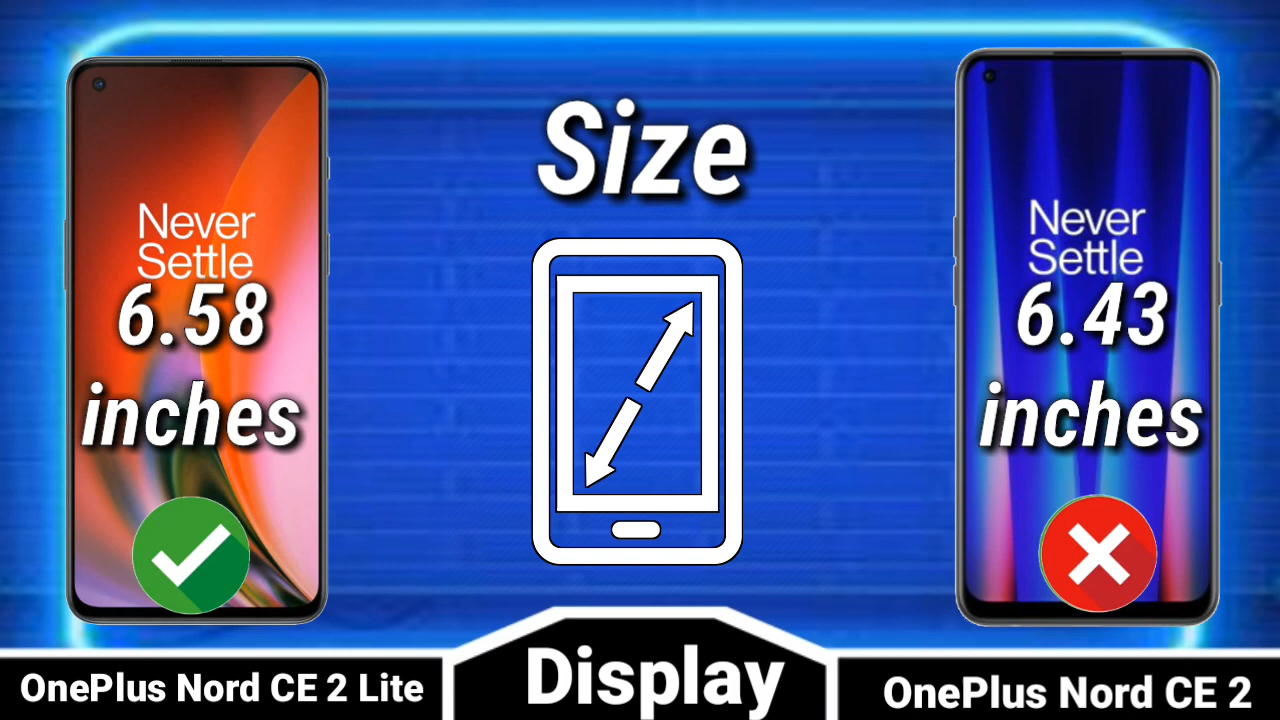 Size
Never
Settle
6.58
inches
Never
Settle
6.43
inches
OnePlus Nord CE 2 Lite
Display
OnePlus Nord CE 2